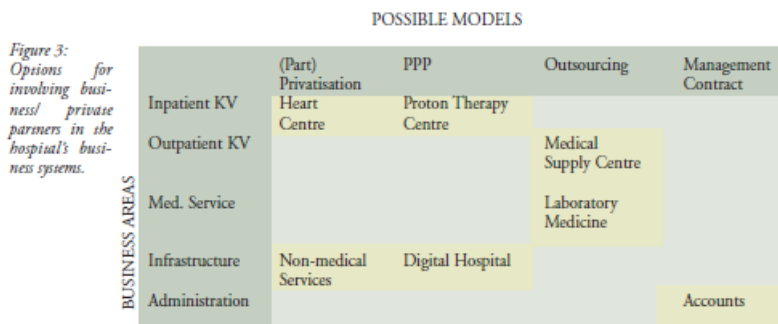 POSSIBLE MODELS
Figure 3:
Options for
involving busi-
ness/ private
partners in the
hospital's busi-
ness systems.
BUSINESS AREAS
(Part)
Privatisation
PPP
Outsourcing
Management
Contract
Inpatient KV
Heart
Centre
Proton Therapy
Centre
Outpatient KV
Medical
Supply Centre
Med. Service
Laboratory
Medicine
Infrastructure
Non-medical
Services
Digital Hospital
Administration
Accounts